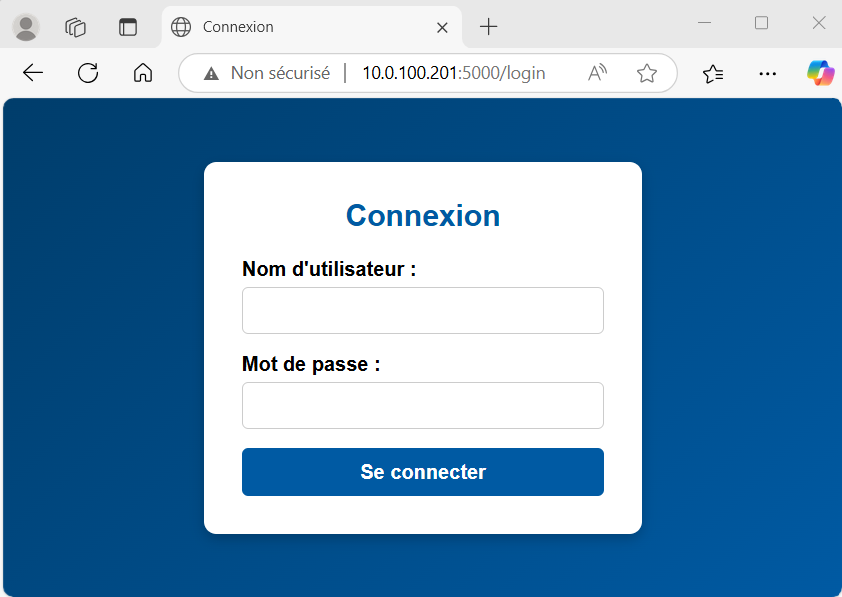 Connexion
Non sécurisé
10.0.100.201:5000/login
Connexion
Nom d'utilisateur :
Mot de passe :
Se connecter